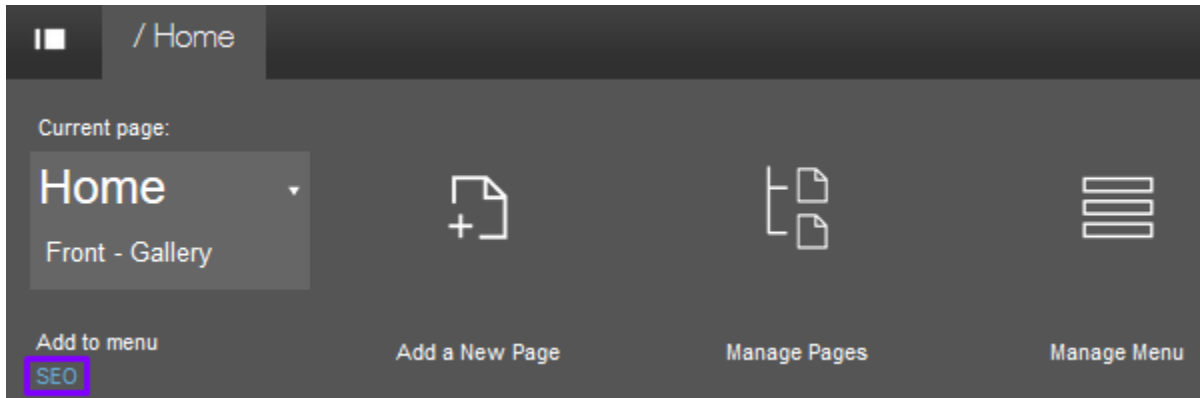 / Home
Current page:
Home
Front - Gallery
Add to menu
SEO
Add a New Page
Manage Pages
Manage Menu